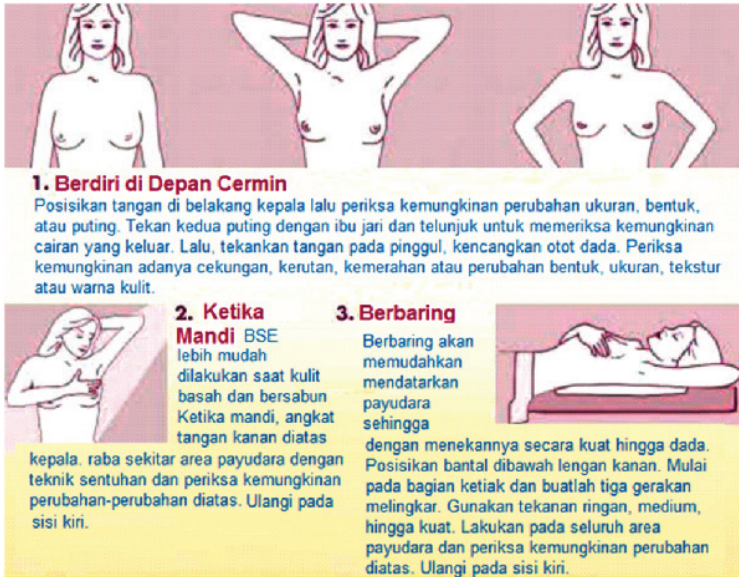 1. Berdiri di Depan Cermin
Posisikan tangan di belakang kepala lalu periksa kemungkinan perubahan ukuran, bentuk,
atau puting. Tekan kedua puting dengan ibu jari dan telunjuk untuk memeriksa kemungkinan
cairan yang keluar. Lalu, tekankan tangan pada pinggul, kencangkan otot dada. Periksa
kemungkinan adanya cekungan, kerutan, kemerahan atau perubahan bentuk, ukuran, tekstur
atau warna kulit.
2. Ketika
Mandi BSE
lebih mudah
dilakukan saat kulit
basah dan bersabun
Ketika mandi, angkat
tangan kanan diatas
kepala. raba sekitar area payudara dengan
teknik sentuhan dan periksa kemungkinan
perubahan-perubahan diatas. Ulangi pada
sisi kiri.
3. Berbaring
Berbaring akan
memudahkan
mendatarkan
payudara
sehingga
dengan menekannya secara kuat hingga dada.
Posisikan bantal dibawah lengan kanan. Mulai
pada bagian ketiak dan buatlah tiga gerakan
melingkar. Gunakan tekanan ringan, medium,
hingga kuat. Lakukan pada seluruh area
payudara dan periksa kemungkinan perubahan
diatas. Ulangi pada sisi kiri.